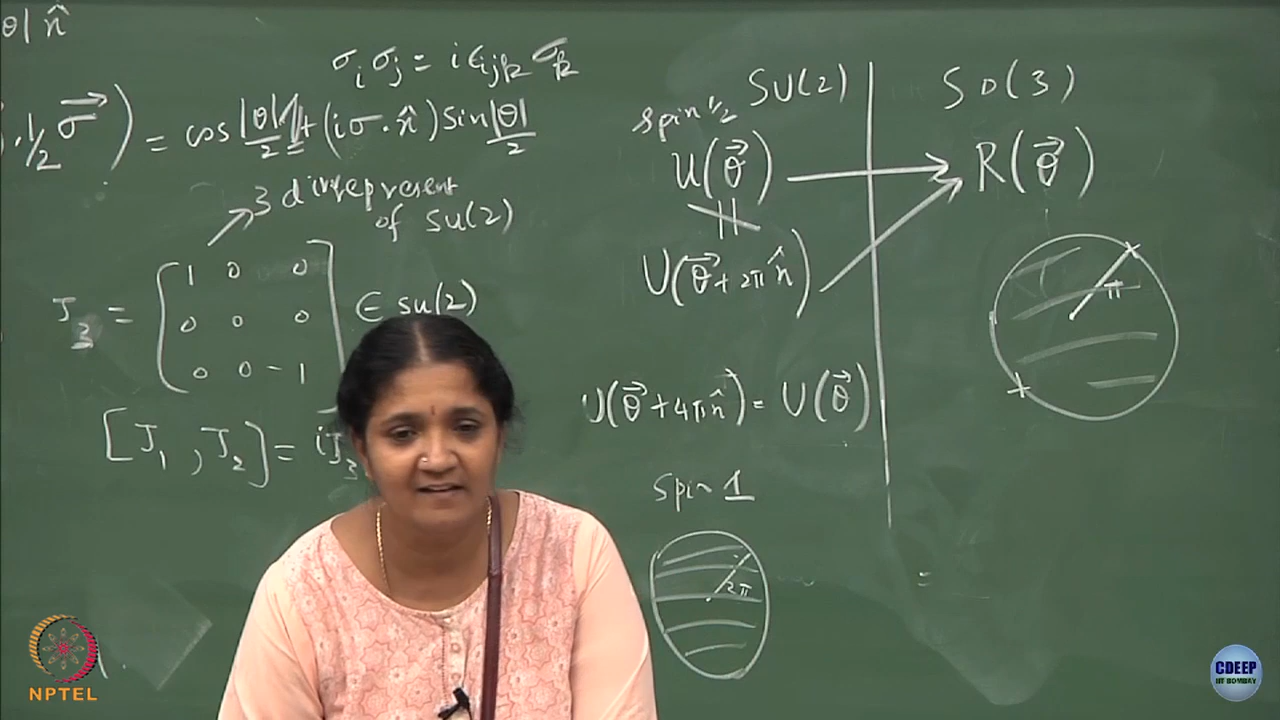 θ| n̂
σᵢ σⱼ = i ϵᵢⱼₖ σₖ
· 1/2 σ⃗ ) = cos |θ|/2 𝟙 + (iσ · n̂) Sin |θ|/2
3 d irrepresent
of su(2)
J₃ = [ 1 0 0
0 0 0
0 0 -1 ] ∈ su(2)
[J₁, J₂] = iJ₃
SU(2)
SO(3)
spin 1/2
U(θ⃗) → R(θ⃗)
U(θ⃗ + 2π n̂)
π
U(θ⃗ + 4π n̂) = U(θ⃗)
Spin 1
2π
=
NPTEL
CDEEP
IIT BOMBAY